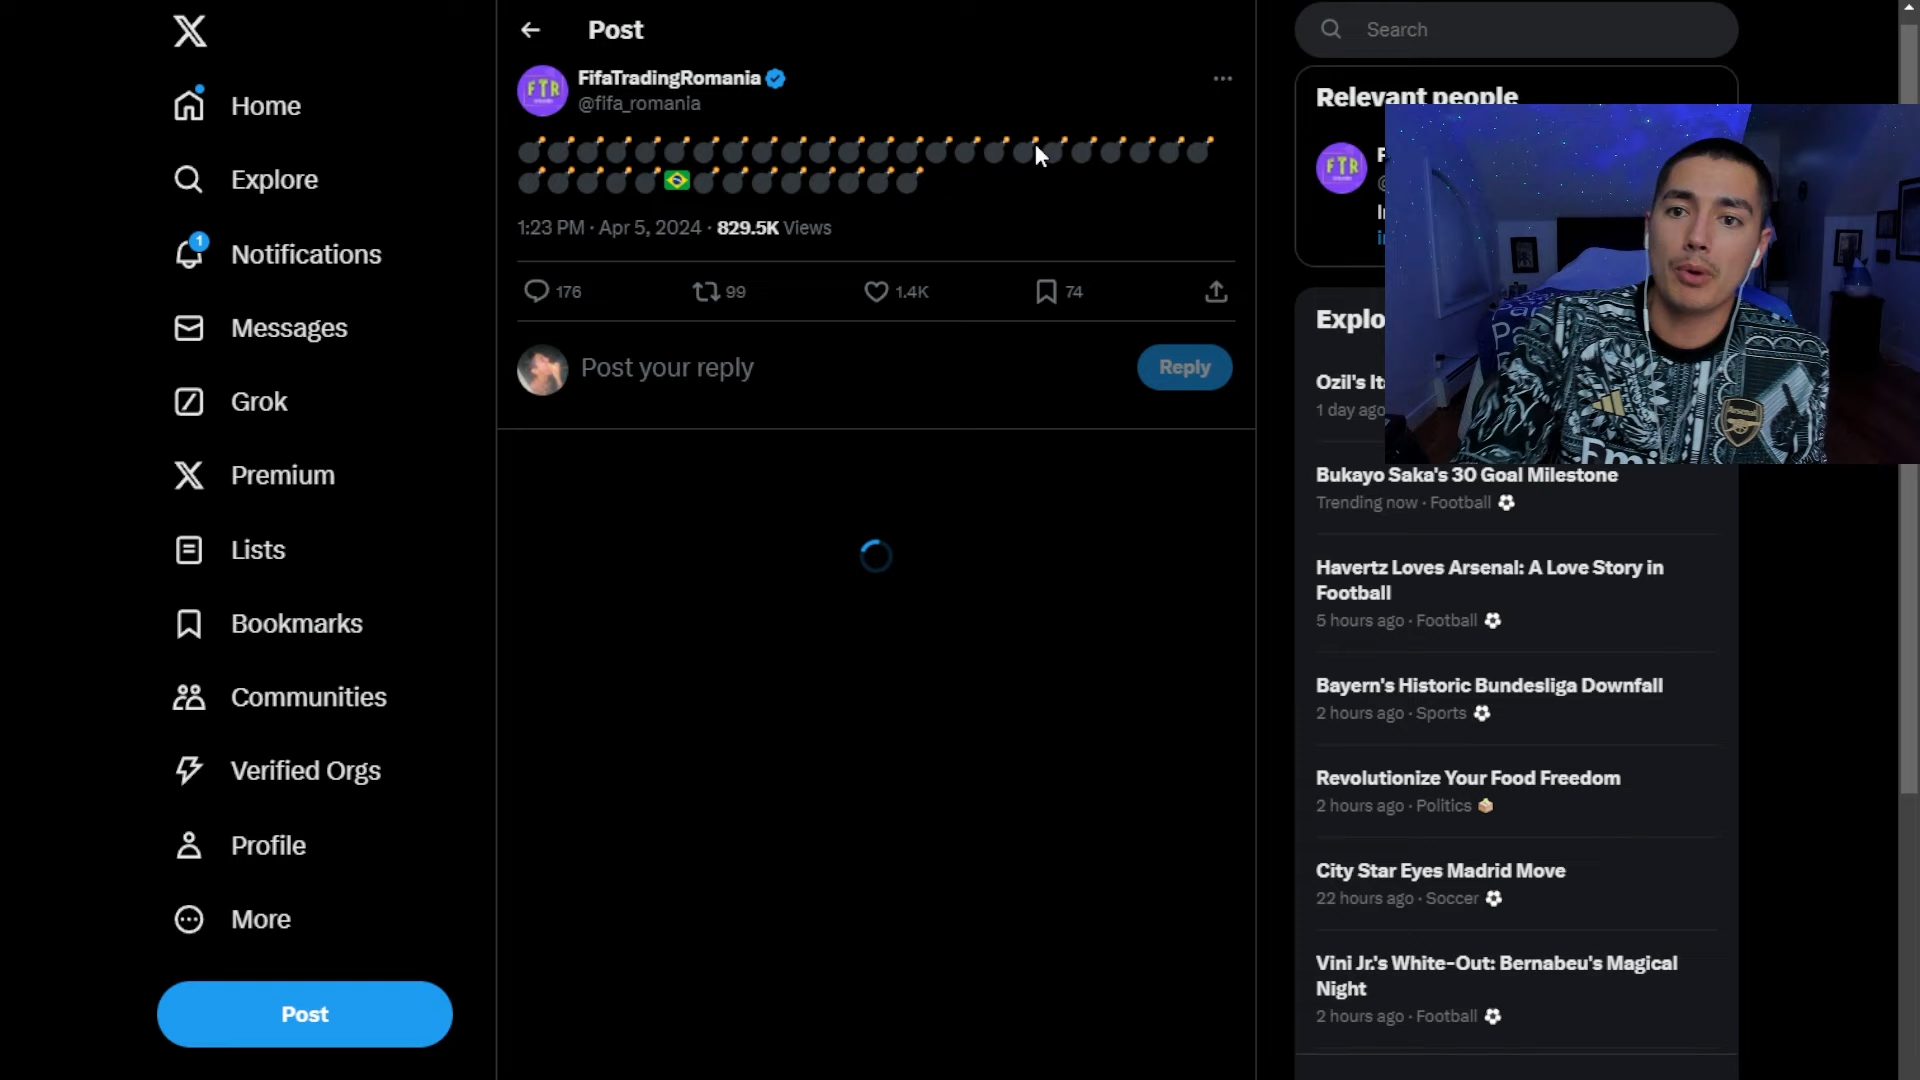 Home
Explore
1
Notifications
Messages
Grok
Premium
Lists
Bookmarks
Communities
Verified Orgs
Profile
More
Post
Post
FTR
FifaTradingRomania
@fifa_romania
💣💣💣💣💣💣💣💣💣💣💣💣💣💣💣💣💣💣💣💣💣💣💣💣
💣💣💣💣💣🇧🇷💣💣💣💣💣💣💣💣
1:23 PM · Apr 5, 2024 · 829.5K Views
176 99 1.4K 74
Post your reply
Reply
Search
Relevant people
FTR
Explo
Ozil's It
1 day ago
Bukayo Saka's 30 Goal Milestone
Trending now · Football ⚽
Havertz Loves Arsenal: A Love Story in
Football
5 hours ago · Football ⚽
Bayern's Historic Bundesliga Downfall
2 hours ago · Sports ⚽
Revolutionize Your Food Freedom
2 hours ago · Politics 🗳️
City Star Eyes Madrid Move
22 hours ago · Soccer ⚽
Vini Jr.'s White-Out: Bernabeu's Magical
Night
2 hours ago · Football ⚽
Arsenal